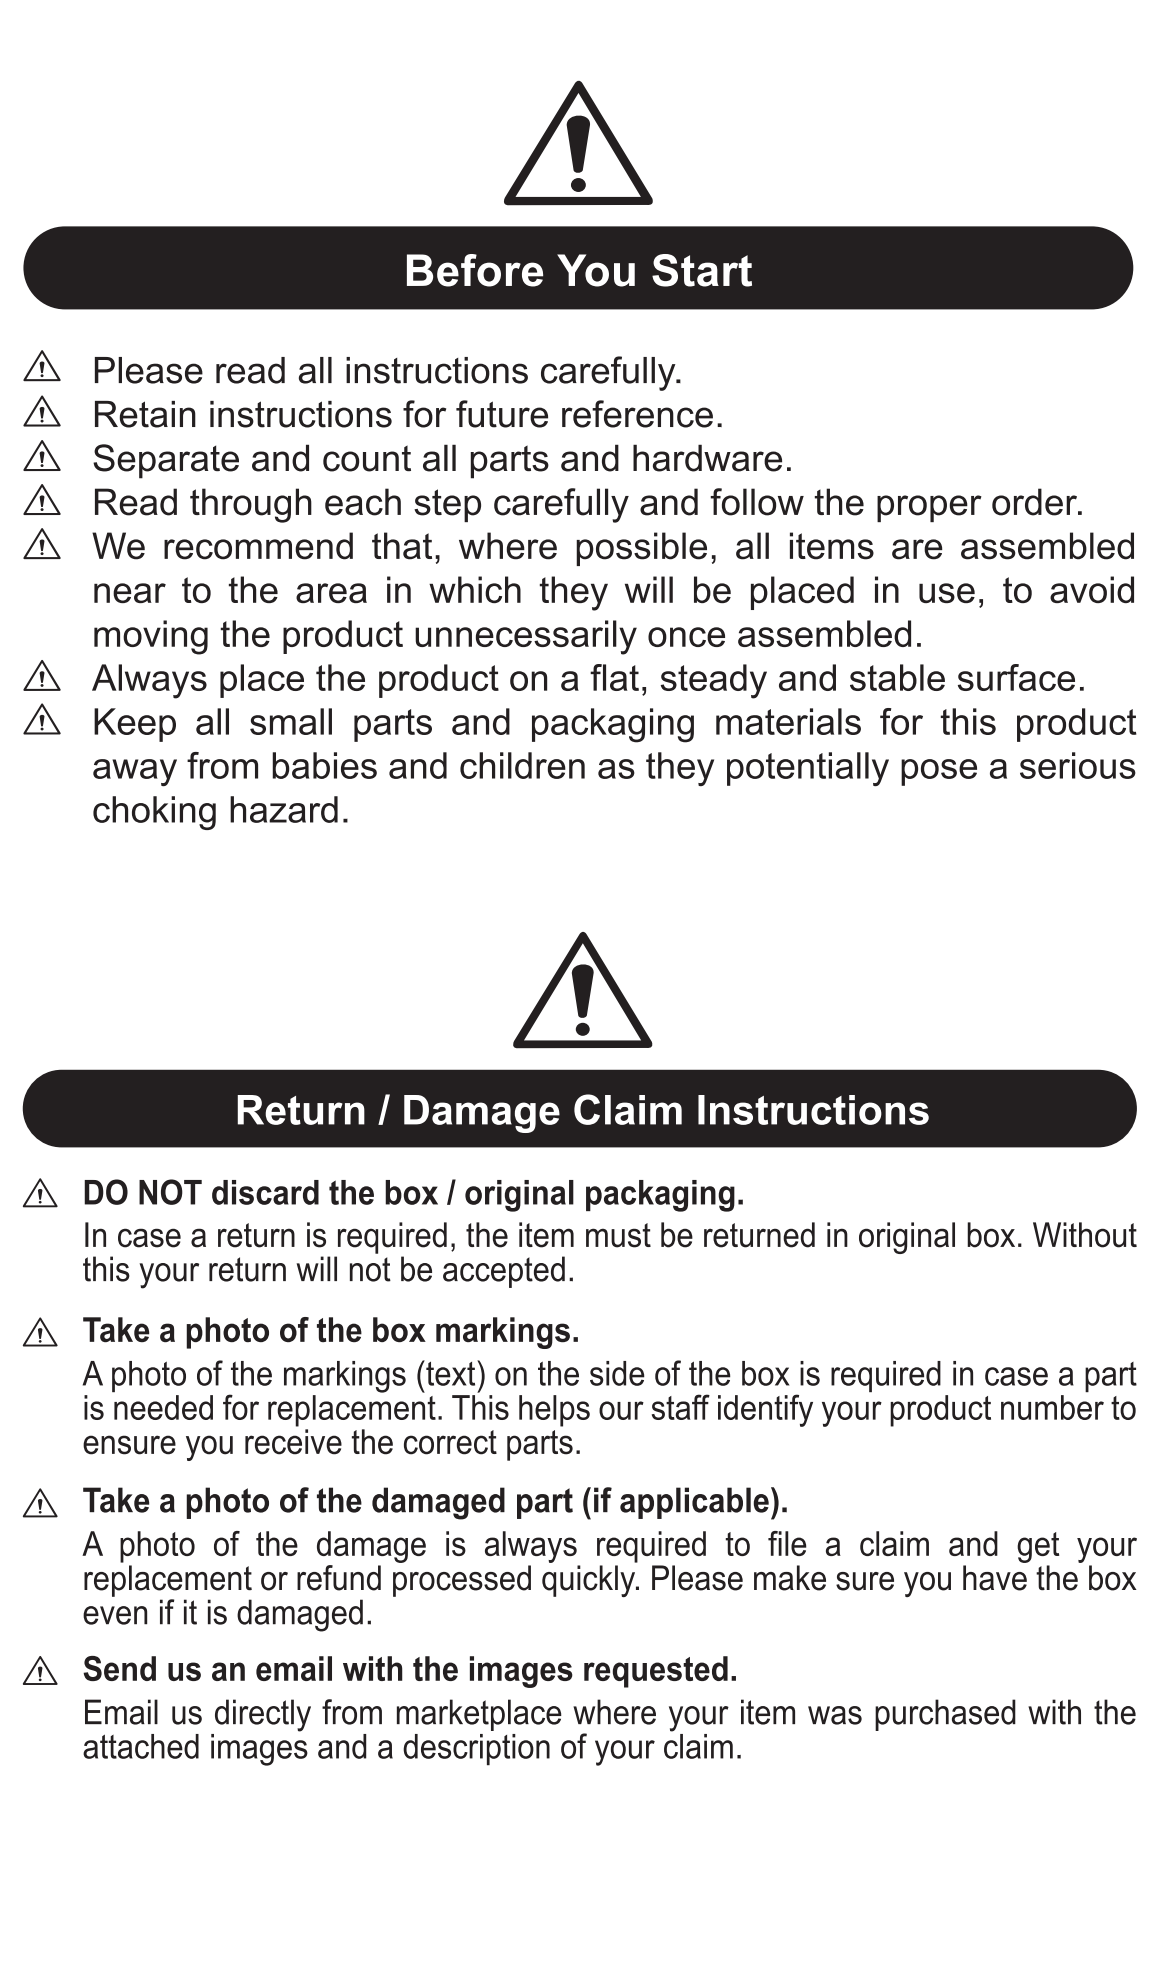 Before You Start
Please read all instructions carefully.
Retain instructions for future reference.
Separate and count all parts and hardware.
Read through each step carefully and follow the proper order.
We recommend that, where possible, all items are assembled
near to the area in which they will be placed in use, to avoid
moving the product unnecessarily once assembled.
Always place the product on a flat, steady and stable surface.
Keep all small parts and packaging materials for this product
away from babies and children as they potentially pose a serious
choking hazard.
Return / Damage Claim Instructions
DO NOT discard the box / original packaging.
In case a return is required, the item must be returned in original box. Without
this your return will not be accepted.
Take a photo of the box markings.
A photo of the markings (text) on the side of the box is required in case a part
is needed for replacement. This helps our staff identify your product number to
ensure you receive the correct parts.
Take a photo of the damaged part (if applicable).
A photo of the damage is always required to file a claim and get your
replacement or refund processed quickly. Please make sure you have the box
even if it is damaged.
Send us an email with the images requested.
Email us directly from marketplace where your item was purchased with the
attached images and a description of your claim.